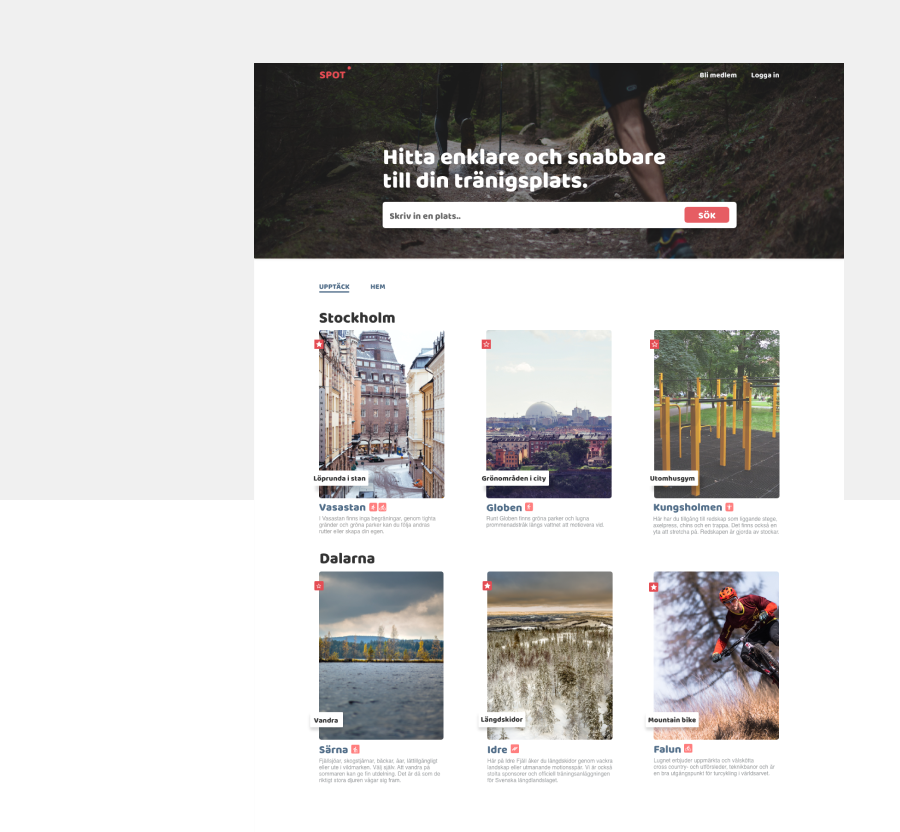 SPOT
Bli medlem Logga in
Hitta enklare och snabbare
till din tränigsplats.
Skriv in en plats.. SÖK
UPPTÄCK HEM
Stockholm
Löprunda i stan Grönområden i city Utomhusgym
Vasastan
I Vasastan finns inga begräningar, genom tighta
gränder och gröna parker kan du följa andras
rutter eller skapa din egen.
Globen
Runt Globen finns gröna parker och lugna
promenadstråk längs vattnet att motionera vid.
Kungsholmen
Här har du tillgång till redskap som liggande stege,
axelpress, chins och en trappa. Det finns också en
yta att stretcha på. Redskapen är gjorda av stockar.
Dalarna
Vandra Längdskidor Mountain bike
Särna
Fjällsjöar, skogstjärnar, bäckar, åar, lättillgängligt
eller ute i vildmarken. Välj själv. Att vandra på
sommaren kan ge fin utdelning. Det är då som de
riktigt stora djuren vågar sig fram.
Idre
Här på Idre Fjäll åker du längdskidor genom vackra
landskap eller utmanande motionsspår. Vi är också
stolta sponsorer och officiell träningsanläggning
för Svenska längdlandslaget.
Falun
Lugnet erbjuder uppmärkta och välskötta
cross country- och utförsleder, teknikbanor och är
en bra utgångspunkt för turcykling i världsarvet.